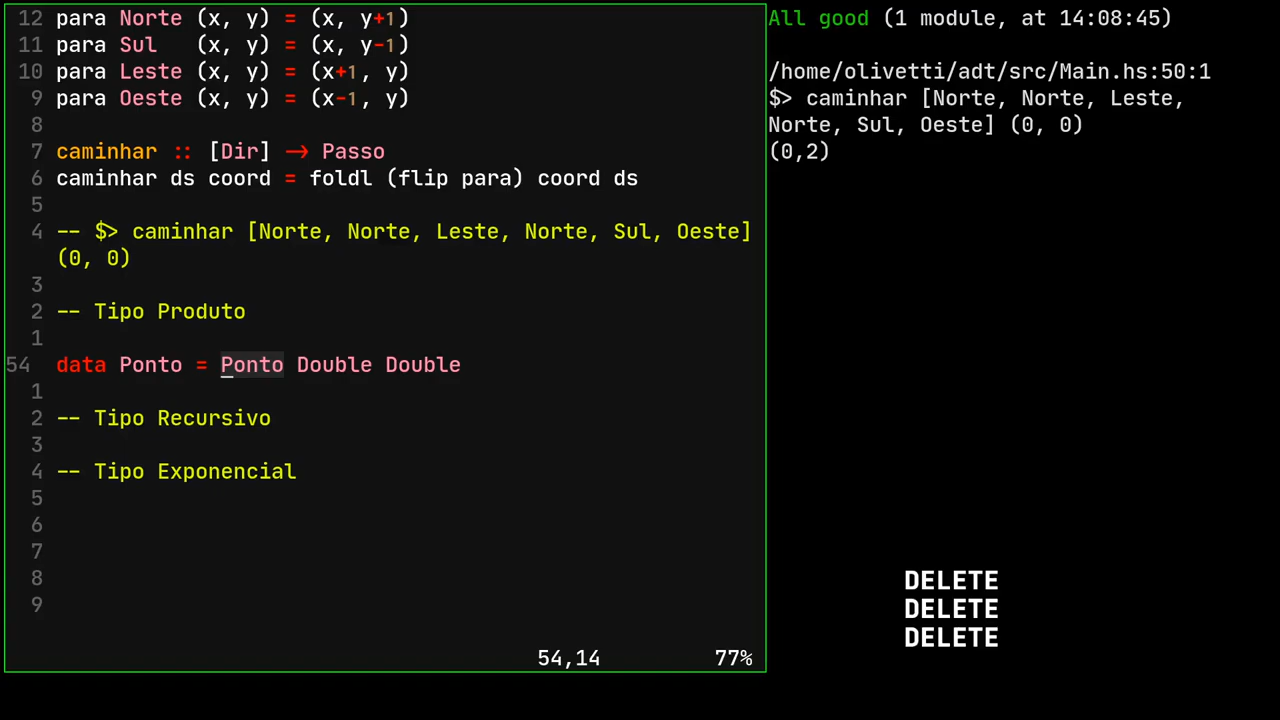 12 para Norte (x, y) = (x, y+1)
11 para Sul   (x, y) = (x, y-1)
10 para Leste (x, y) = (x+1, y)
9 para Oeste (x, y) = (x-1, y)
8
7 caminhar :: [Dir] -> Passo
6 caminhar ds coord = foldl (flip para) coord ds
5
4 -- $> caminhar [Norte, Norte, Leste, Norte, Sul, Oeste]
(0, 0)
3
2 -- Tipo Produto
1
54 data Ponto = Ponto Double Double
1
2 -- Tipo Recursivo
3
4 -- Tipo Exponencial
5
6
7
8
9
54,14 77%
All good (1 module, at 14:08:45)
/home/olivetti/adt/src/Main.hs:50:1
$> caminhar [Norte, Norte, Leste,
Norte, Sul, Oeste] (0, 0)
(0,2)
DELETE
DELETE
DELETE